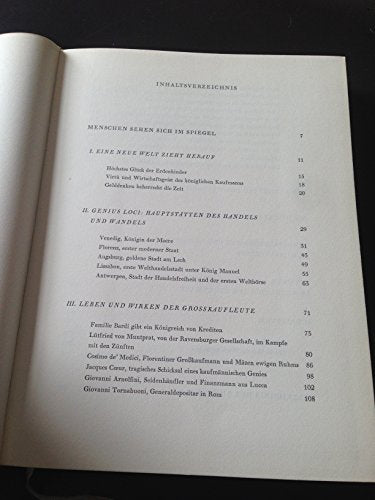 INHALTSVERZEICHNIS
MENSCHEN SEHEN SICH IM SPIEGEL 7
I. EINE NEUE WELT ZIEHT HERAUF 11
Höchstes Glück der Erdenkinder 15
Virtù und Wirtschaftsgeist des königlichen Kaufmanns 18
Gelddenken beherrscht die Zeit 20
II. GENIUS LOCI: HAUPTSTÄTTEN DES HANDELS
UND WANDELS 29
Venedig, Königin der Meere 31
Florenz, erster moderner Staat 45
Augsburg, goldene Stadt am Lech 49
Lissabon, erste Welthandelsstadt unter König Manuel 55
Antwerpen, Stadt der Handelsfreiheit und der ersten Weltbörse 63
III. LEBEN UND WIRKEN DER GROSSKAUFLEUTE 71
Familie Bardi gibt ein Königreich von Krediten 75
Lütfried von Muntprat, von der Ravensburger Gesellschaft, im Kampfe
mit den Zünften 80
Cosimo de' Medici, Florentiner Großkaufmann und Mäzen ewigen Ruhms 86
Jacques Cœur, tragisches Schicksal eines kaufmännischen Genies 98
Giovanni Arnolfini, Seidenhändler und Finanzmann aus Lucca 102
Giovanni Tornabuoni, Generaldepositar in Rom 108